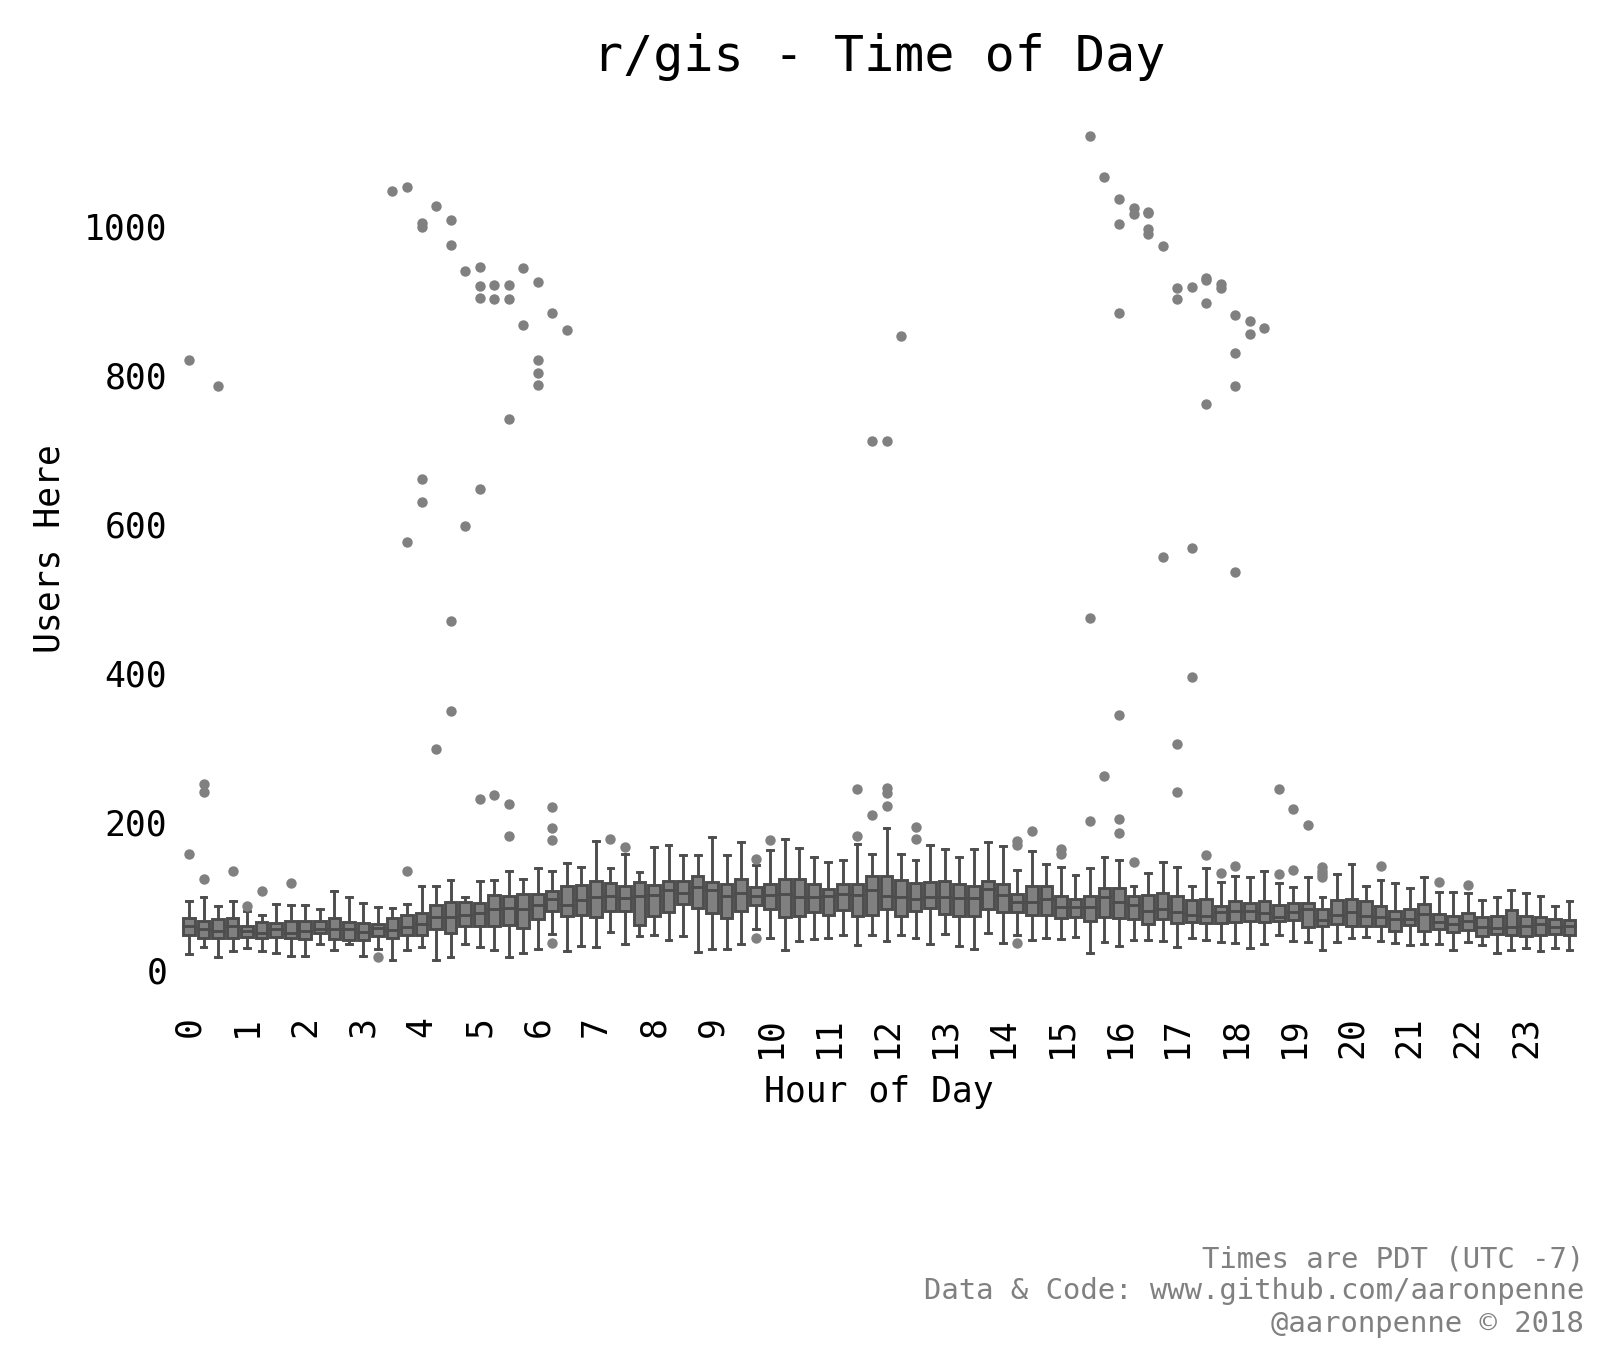 r/gis - Time of Day
1000
800
600
400
200
0
Users Here
0 1 2 3 4 5 6 7 8 9 10 11 12 13 14 15 16 17 18 19 20 21 22 23
Hour of Day
Times are PDT (UTC -7)
Data & Code: www.github.com/aaronpenne
@aaronpenne © 2018